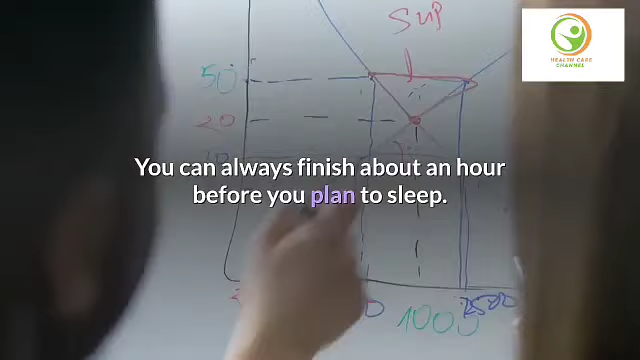 Sup
HEALTH CARE
CHANNEL
50
20
You can always finish about an hour
before you plan to sleep.
1000
2500